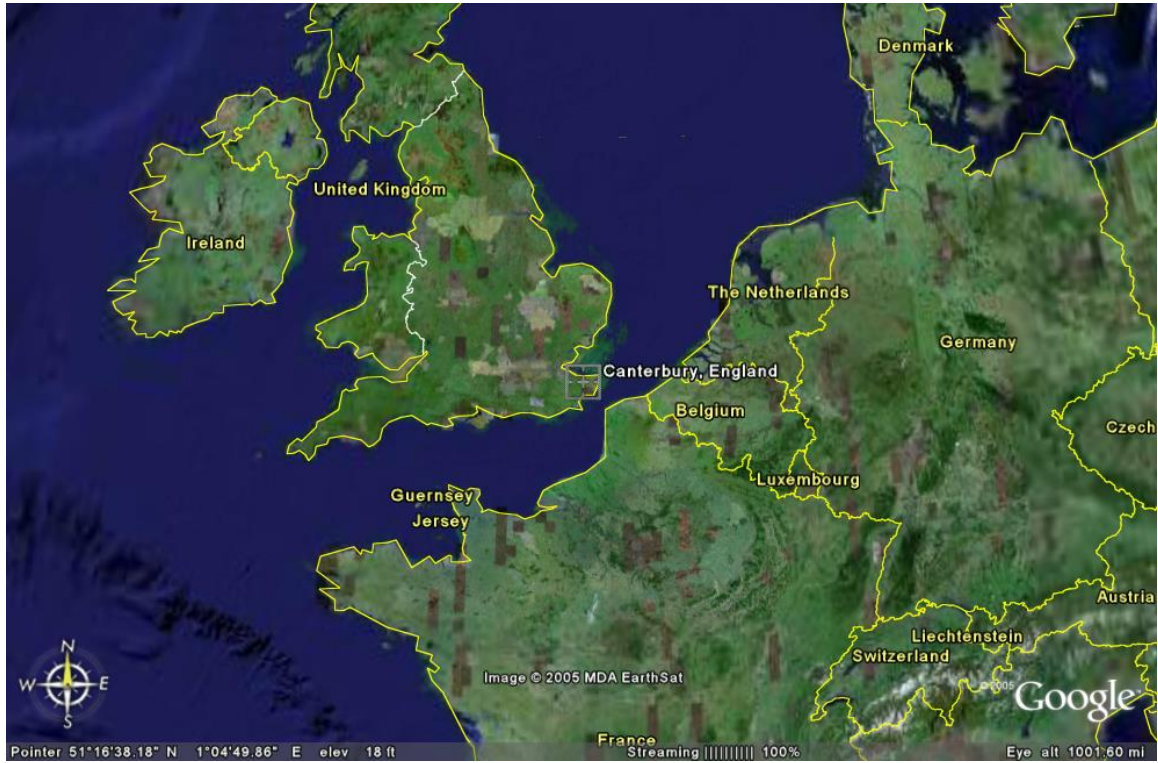 Denmark
United Kingdom
Ireland
The Netherlands
Germany
Canterbury, England
Belgium
Czech
Luxembourg
Guernsey
Jersey
Austria
Liechtenstein
Switzerland
N
W E
S
Image © 2005 MDA EarthSat
©2005 Google
France
Pointer 51°16'38.18" N 1°04'49.86" E elev 18 ft Streaming |||||||||| 100% Eye alt 1001.60 mi